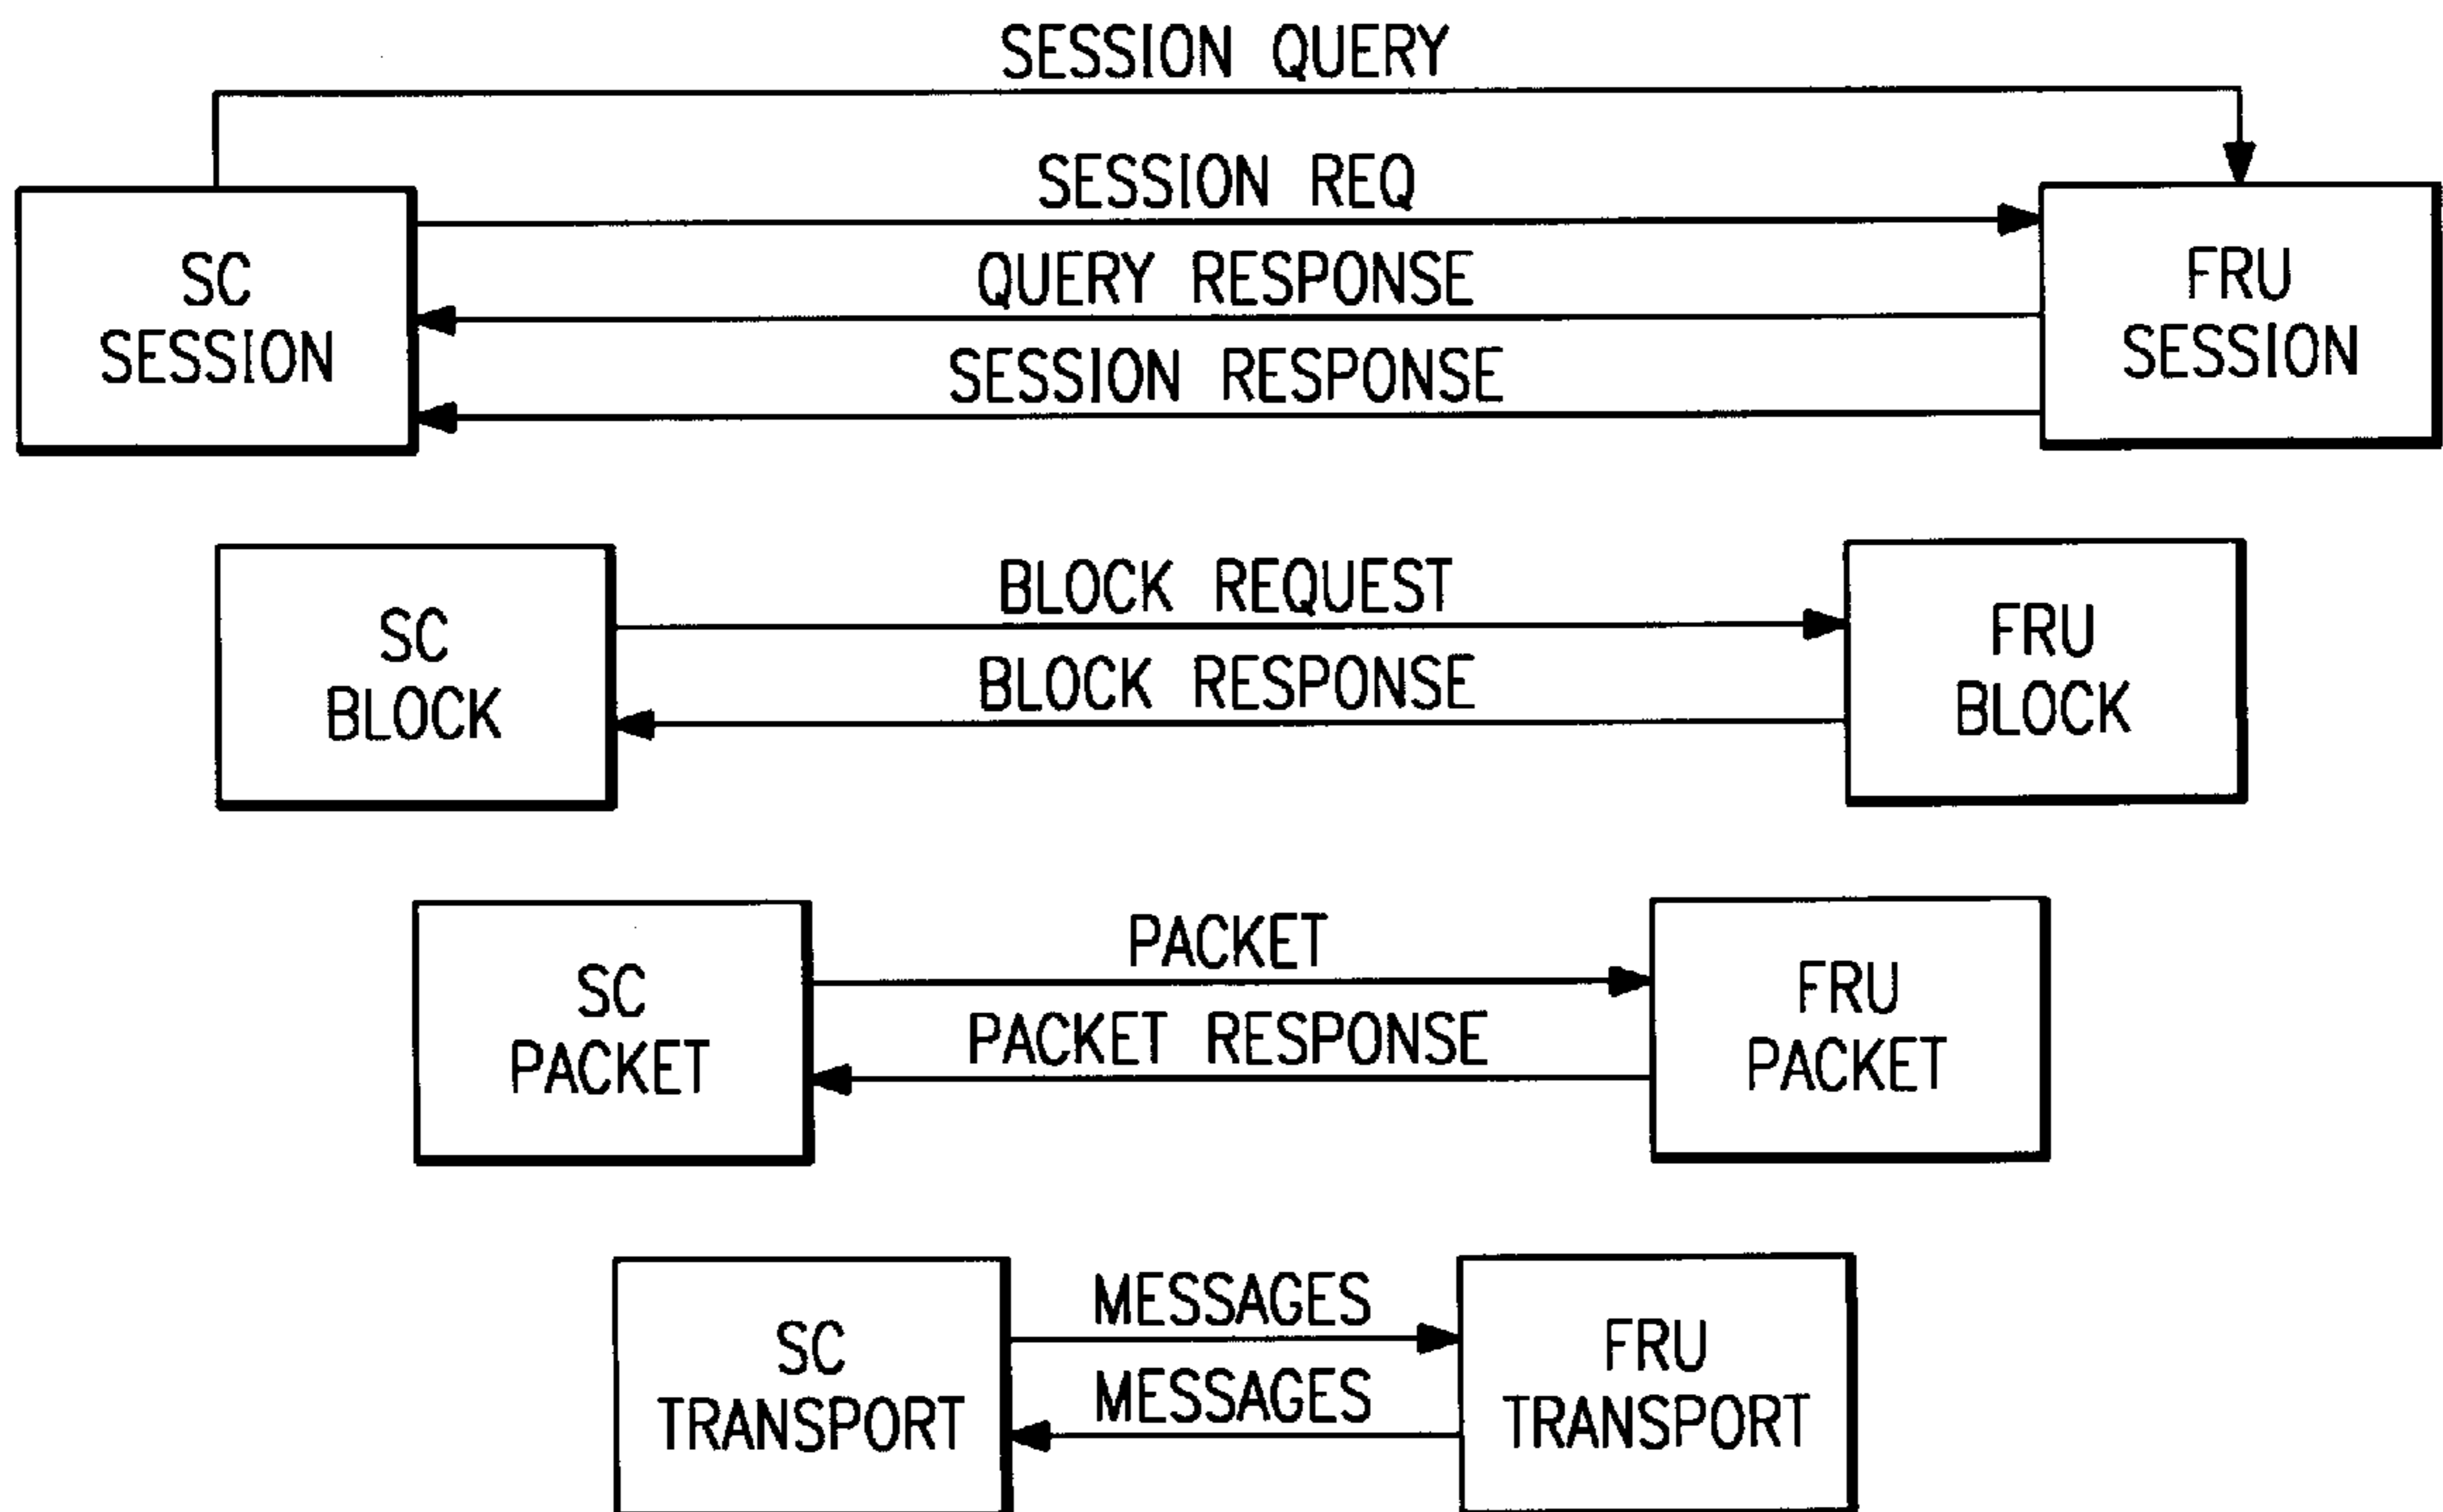 SESSION QUERY
SESSION REQ
QUERY RESPONSE
SESSION RESPONSE
SC
SESSION
FRU
SESSION
BLOCK REQUEST
BLOCK RESPONSE
SC
BLOCK
FRU
BLOCK
PACKET
PACKET RESPONSE
SC
PACKET
FRU
PACKET
MESSAGES
MESSAGES
SC
TRANSPORT
FRU
TRANSPORT